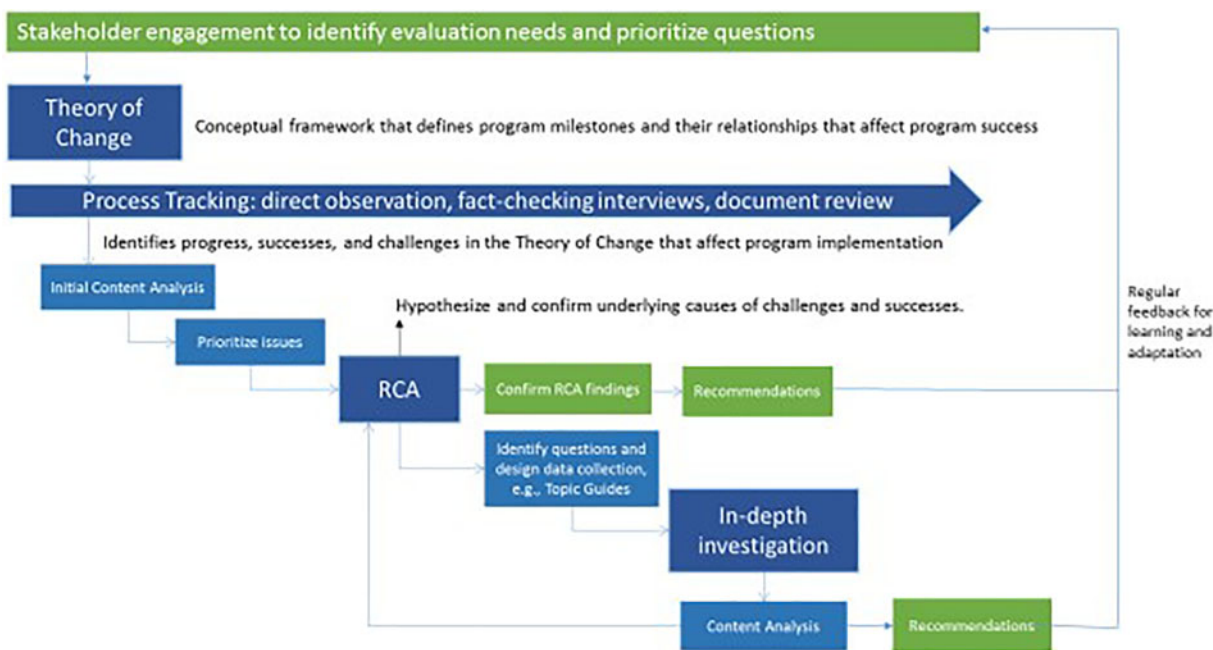 Stakeholder engagement to identify evaluation needs and prioritize questions
Theory of
Change
Conceptual framework that defines program milestones and their relationships that affect program success
Process Tracking: direct observation, fact-checking interviews, document review
Identifies progress, successes, and challenges in the Theory of Change that affect program implementation
Initial Content Analysis
Hypothesize and confirm underlying causes of challenges and successes.
Regular
feedback for
learning and
adaptation
Prioritize issues
RCA
Confirm RCA findings
Recommendations
Identify questions and
design data collection,
e.g., Topic Guides
In-depth
investigation
Content Analysis
Recommendations